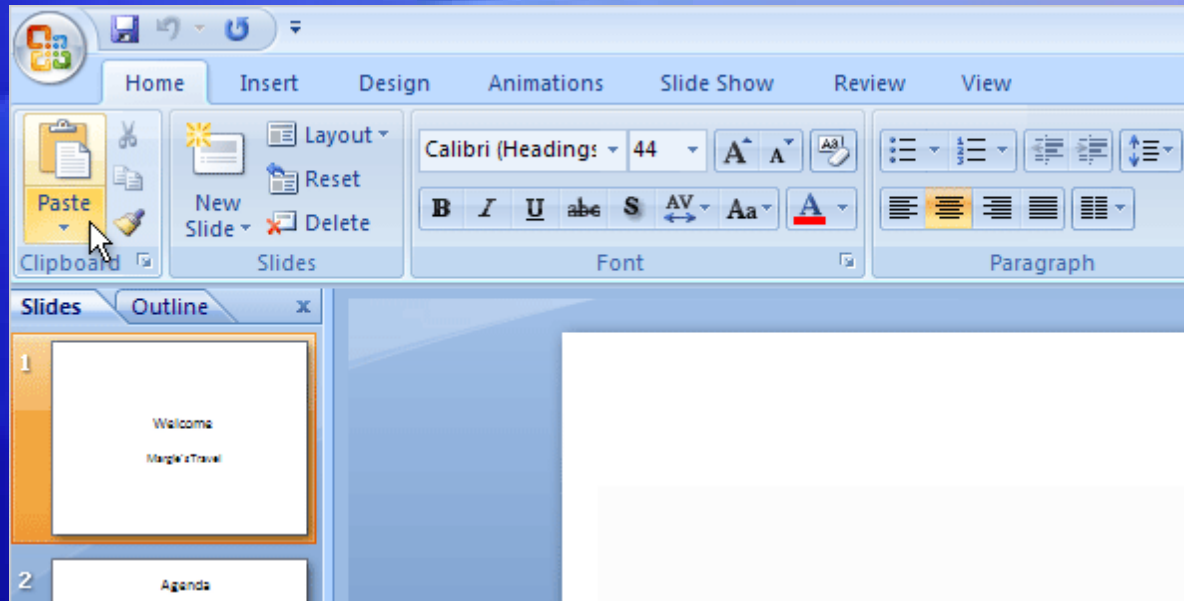 Home Insert Design Animations Slide Show Review View
Layout
Calibri (Headings 44 A A Aa
Reset
Paste New Slide Delete
B I U abc S AV Aa A
Clipboard Slides Font Paragraph
Slides Outline x
1
Welcome
Margie's Travel
2
Agenda